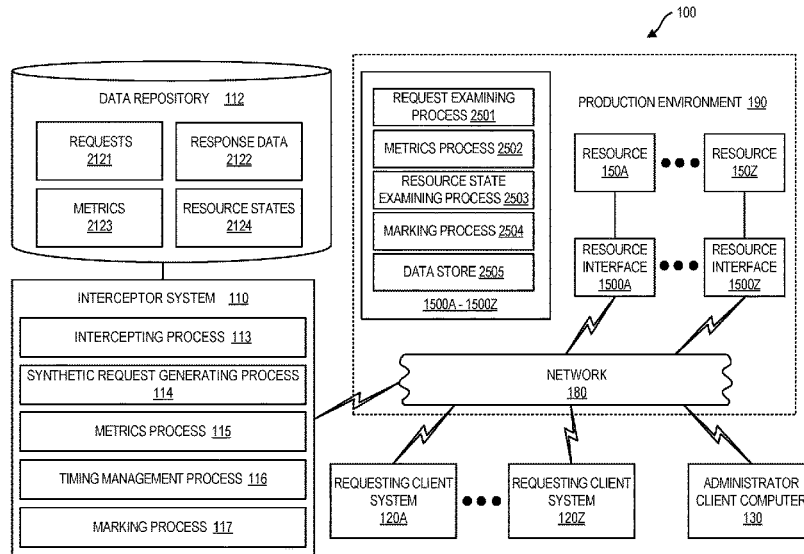 100
DATA REPOSITORY 112
REQUESTS
2121
RESPONSE DATA
2122
METRICS
2123
RESOURCE STATES
2124
INTERCEPTOR SYSTEM 110
INTERCEPTING PROCESS 113
SYNTHETIC REQUEST GENERATING PROCESS
114
METRICS PROCESS 115
TIMING MANAGEMENT PROCESS 116
MARKING PROCESS 117
REQUEST EXAMINING
PROCESS 2501
METRICS PROCESS 2502
RESOURCE STATE
EXAMINING PROCESS 2503
MARKING PROCESS 2504
DATA STORE 2505
1500A - 1500Z
PRODUCTION ENVIRONMENT 190
RESOURCE
150A
RESOURCE
150Z
RESOURCE
INTERFACE
1500A
RESOURCE
INTERFACE
1500Z
NETWORK
180
REQUESTING CLIENT
SYSTEM
120A
REQUESTING CLIENT
SYSTEM
120Z
ADMINISTRATOR
CLIENT COMPUTER
130